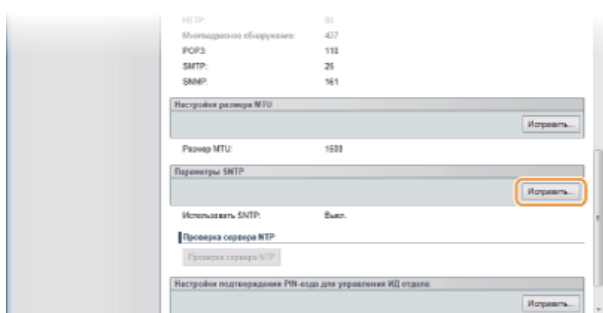 HTTP: 80
Многоадресное обнаружение: 427
POP3: 110
SMTP: 25
SNMP: 161
Настройки размера MTU
Исправить...
Размер MTU: 1500
Параметры SNTP
Исправить...
Использовать SNTP: Выкл.
Проверка сервера NTP
Проверка сервера NTP
Настройки подтверждения PIN-кода для управления ИД отдела
Исправить...